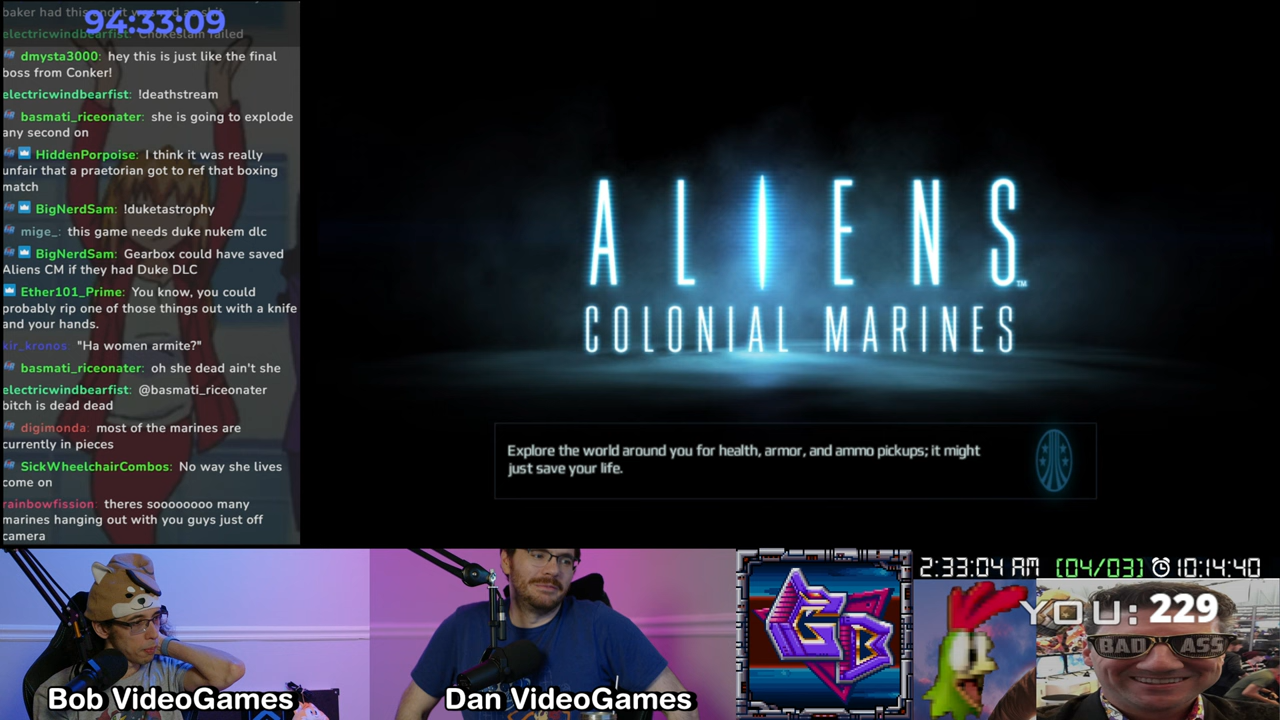 94:33:09
electricwindbearfist: Chokeslam failed
dmysta3000: hey this is just like the final
boss from Conker!
electricwindbearfist: !deathstream
basmati_riceonater: she is going to explode
any second on
HiddenPorpoise: I think it was really
unfair that a praetorian got to ref that boxing
match
BigNerdSam: !duketastrophy
mige_: this game needs duke nukem dlc
BigNerdSam: Gearbox could have saved
Aliens CM if they had Duke DLC
Ether101_Prime: You know, you could
probably rip one of those things out with a knife
and your hands.
kir_kronos: "Ha women armite?"
basmati_riceonater: oh she dead ain't she
electricwindbearfist: @basmati_riceonater
bitch is dead dead
digimonda: most of the marines are
currently in pieces
SickWheelchairCombos: No way she lives
come on
rainbowfission: theres soooooooo many
marines hanging out with you guys just off
camera
ALIENS™
COLONIAL MARINES
Explore the world around you for health, armor, and ammo pickups; it might
just save your life.
Bob VideoGames
Dan VideoGames
GB
2:33:04 AM [04/03] 10:14:40
YOU: 229
BAD ASS